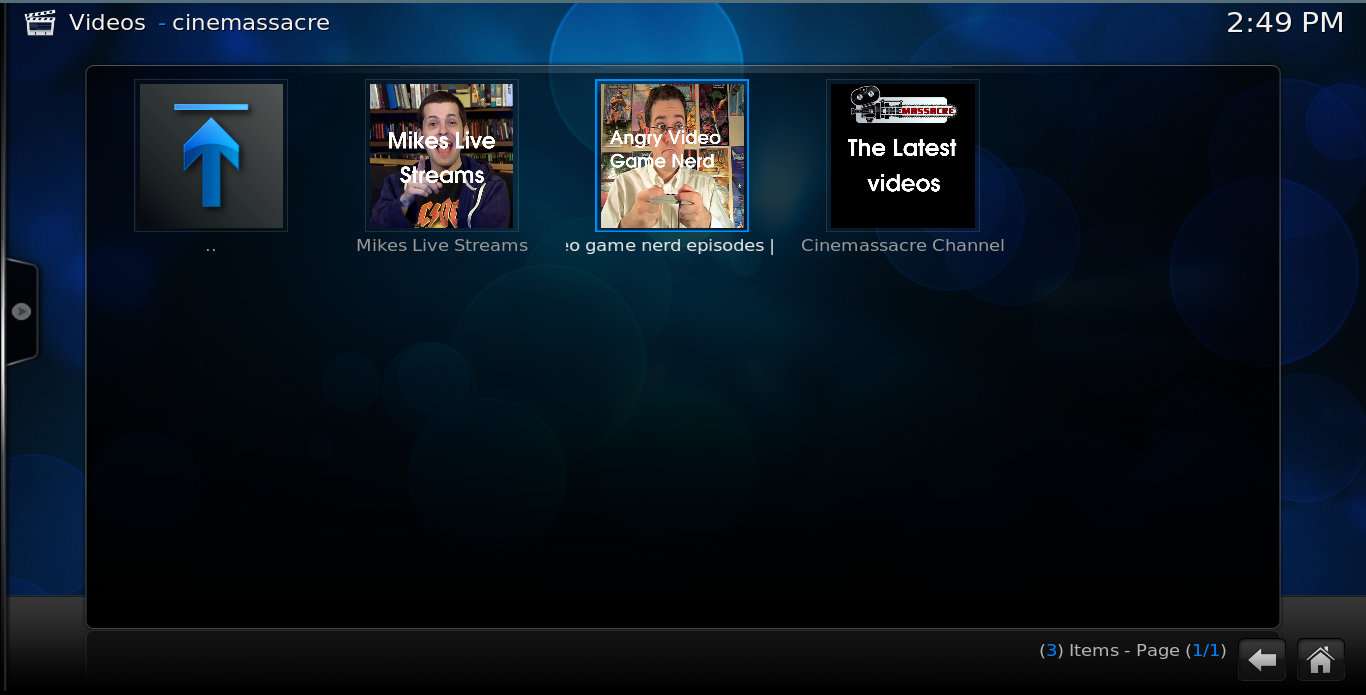 Videos - cinemassacre
2:49 PM
Mikes Live
Streams
Angry Video
Game Nerd
CINEMASSACRE
The Latest
videos
..
Mikes Live Streams
eo game nerd episodes |
Cinemassacre Channel
(3) Items - Page (1/1)